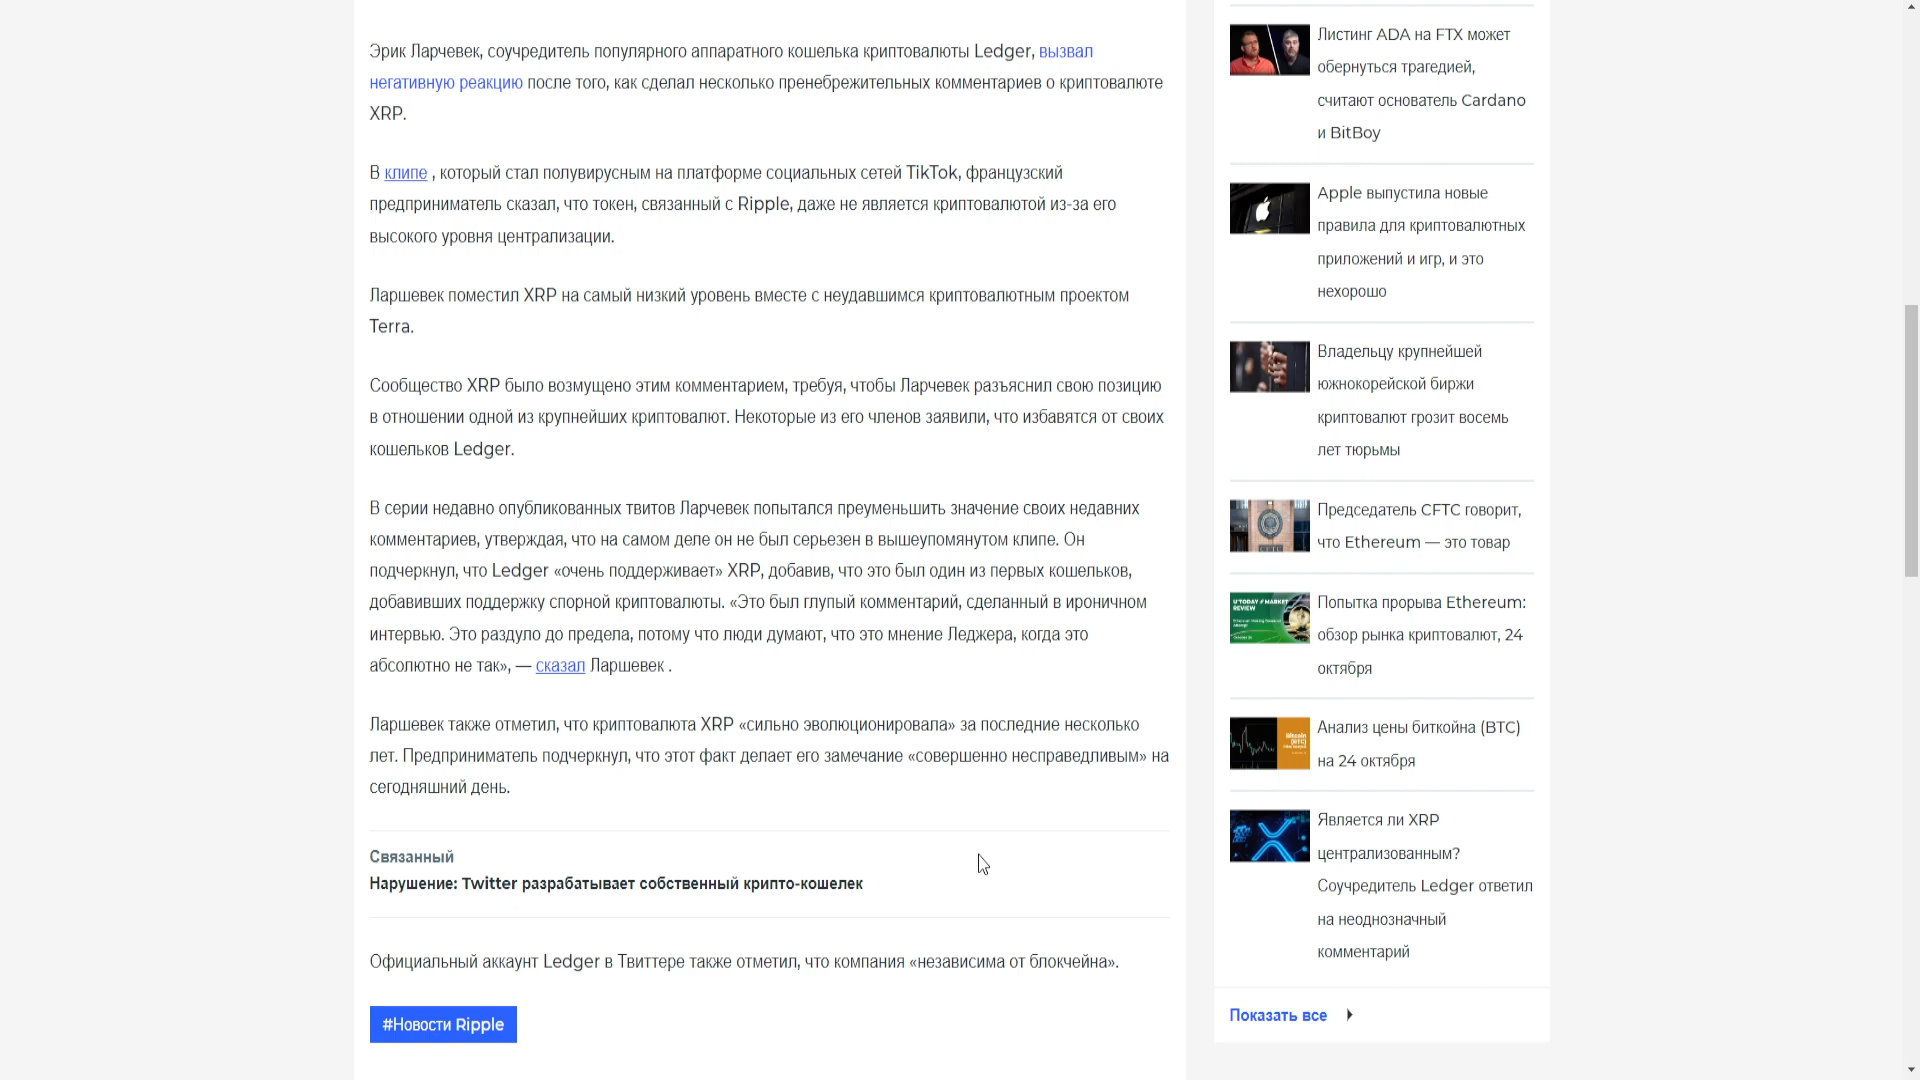 Эрик Ларчевек, соучредитель популярного аппаратного кошелька криптовалюты Ledger, вызвал
негативную реакцию после того, как сделал несколько пренебрежительных комментариев о криптовалюте
XRP.
В клипе , который стал полувирусным на платформе социальных сетей TikTok, французский
предприниматель сказал, что токен, связанный с Ripple, даже не является криптовалютой из-за его
высокого уровня централизации.
Ларшевек поместил XRP на самый низкий уровень вместе с неудавшимся криптовалютным проектом
Terra.
Сообщество XRP было возмущено этим комментарием, требуя, чтобы Ларчевек разъяснил свою позицию
в отношении одной из крупнейших криптовалют. Некоторые из его членов заявили, что избавятся от своих
кошельков Ledger.
В серии недавно опубликованных твитов Ларчевек попытался преуменьшить значение своих недавних
комментариев, утверждая, что на самом деле он не был серьезен в вышеупомянутом клипе. Он
подчеркнул, что Ledger «очень поддерживает» XRP, добавив, что это был один из первых кошельков,
добавивших поддержку спорной криптовалюты. «Это был глупый комментарий, сделанный в ироничном
интервью. Это раздуло до предела, потому что люди думают, что это мнение Леджера, когда это
абсолютно не так», — сказал Ларшевек .
Ларшевек также отметил, что криптовалюта XRP «сильно эволюционировала» за последние несколько
лет. Предприниматель подчеркнул, что этот факт делает его замечание «совершенно несправедливым» на
сегодняшний день.
Связанный
Нарушение: Twitter разрабатывает собственный крипто-кошелек
Официальный аккаунт Ledger в Твиттере также отметил, что компания «независима от блокчейна».
#Новости Ripple
Листинг ADA на FTX может
обернуться трагедией,
считают основатель Cardano
и BitBoy
Apple выпустила новые
правила для криптовалютных
приложений и игр, и это
нехорошо
Владельцу крупнейшей
южнокорейской биржи
криптовалют грозит восемь
лет тюрьмы
Председатель CFTC говорит,
что Ethereum — это товар
U'TODAY MARKET
REVIEW
Попытка прорыва Ethereum:
обзор рынка криптовалют, 24
октября
Bitcoin
(BTC)
Анализ цены биткойна (BTC)
на 24 октября
Является ли XRP
централизованным?
Соучредитель Ledger ответил
на неоднозначный
комментарий
Показать все